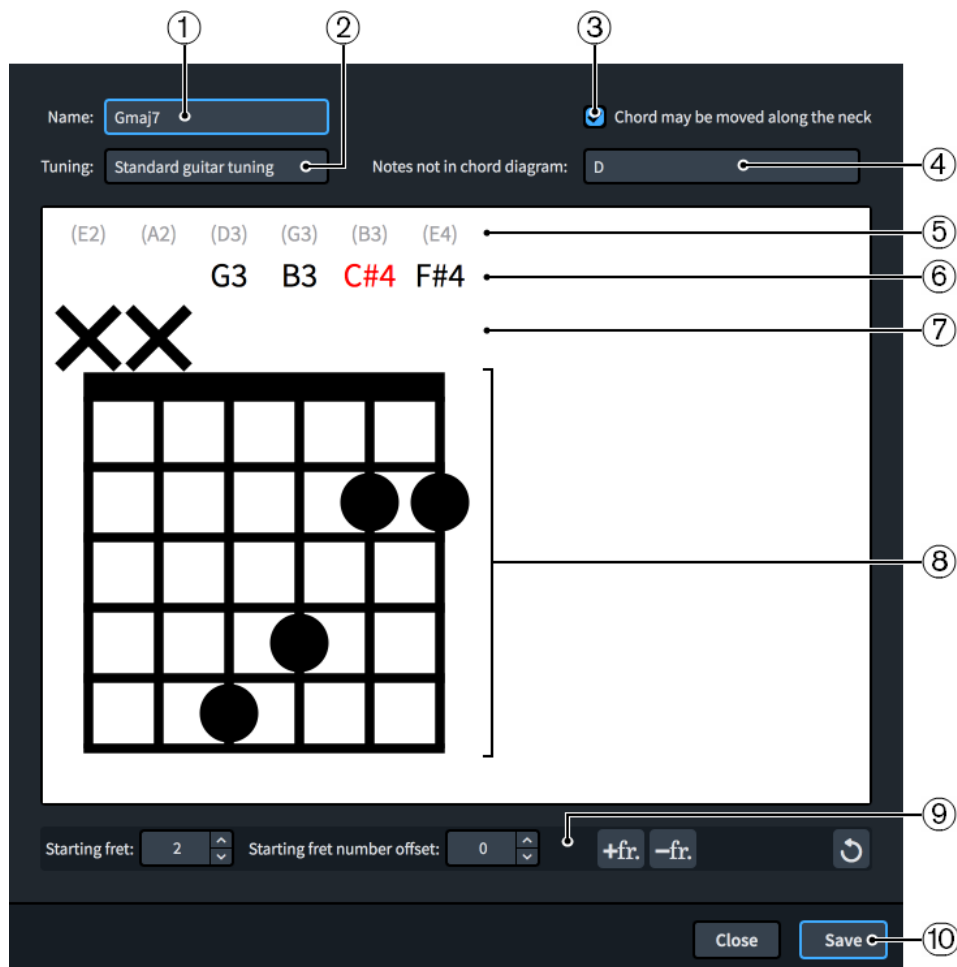 ① ② ③
Name: Gmaj7 Chord may be moved along the neck
Tuning: Standard guitar tuning Notes not in chord diagram: D ④
(E2) (A2) (D3) (G3) (B3) (E4) ⑤
G3 B3 C#4 F#4 ⑥
⑦
⑧
⑨
Starting fret: 2 Starting fret number offset: 0 +fr. −fr.
Close Save ⑩